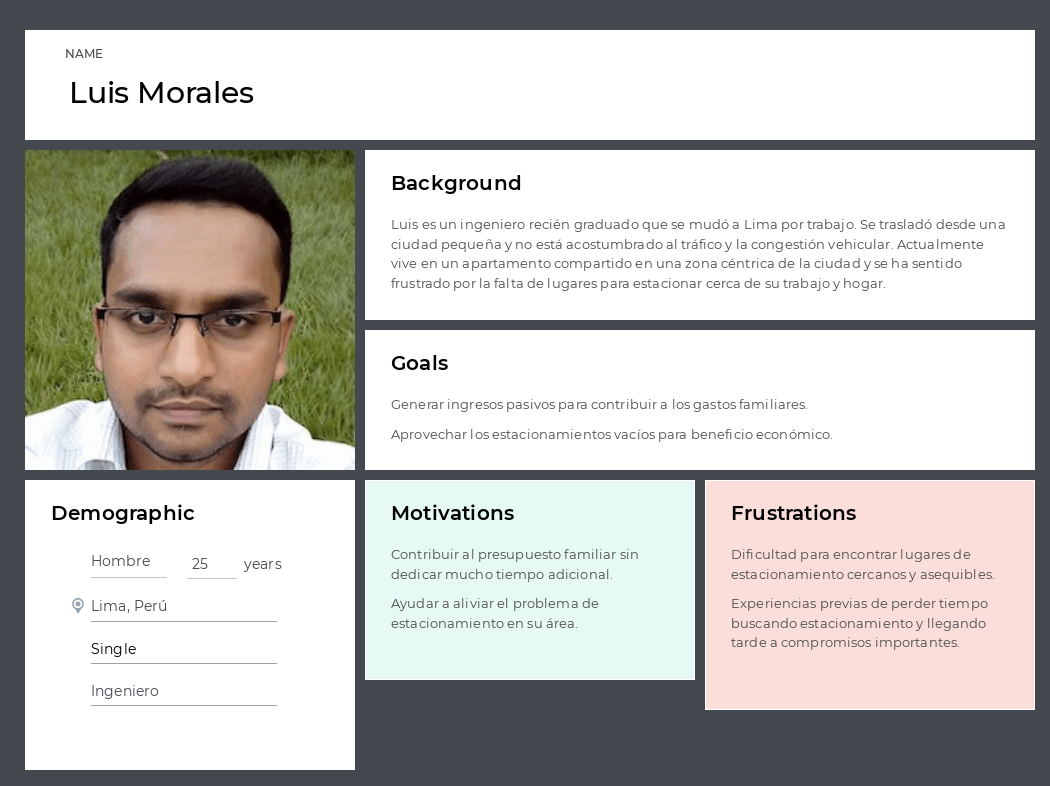 NAME
Luis Morales
Background
Luis es un ingeniero recién graduado que se mudó a Lima por trabajo. Se trasladó desde una
ciudad pequeña y no está acostumbrado al tráfico y la congestión vehicular. Actualmente
vive en un apartamento compartido en una zona céntrica de la ciudad y se ha sentido
frustrado por la falta de lugares para estacionar cerca de su trabajo y hogar.
Goals
Generar ingresos pasivos para contribuir a los gastos familiares.
Aprovechar los estacionamientos vacíos para beneficio económico.
Demographic
Hombre 25 years
Lima, Perú
Single
Ingeniero
Motivations
Contribuir al presupuesto familiar sin
dedicar mucho tiempo adicional.
Ayudar a aliviar el problema de
estacionamiento en su área.
Frustrations
Dificultad para encontrar lugares de
estacionamiento cercanos y asequibles.
Experiencias previas de perder tiempo
buscando estacionamiento y llegando
tarde a compromisos importantes.